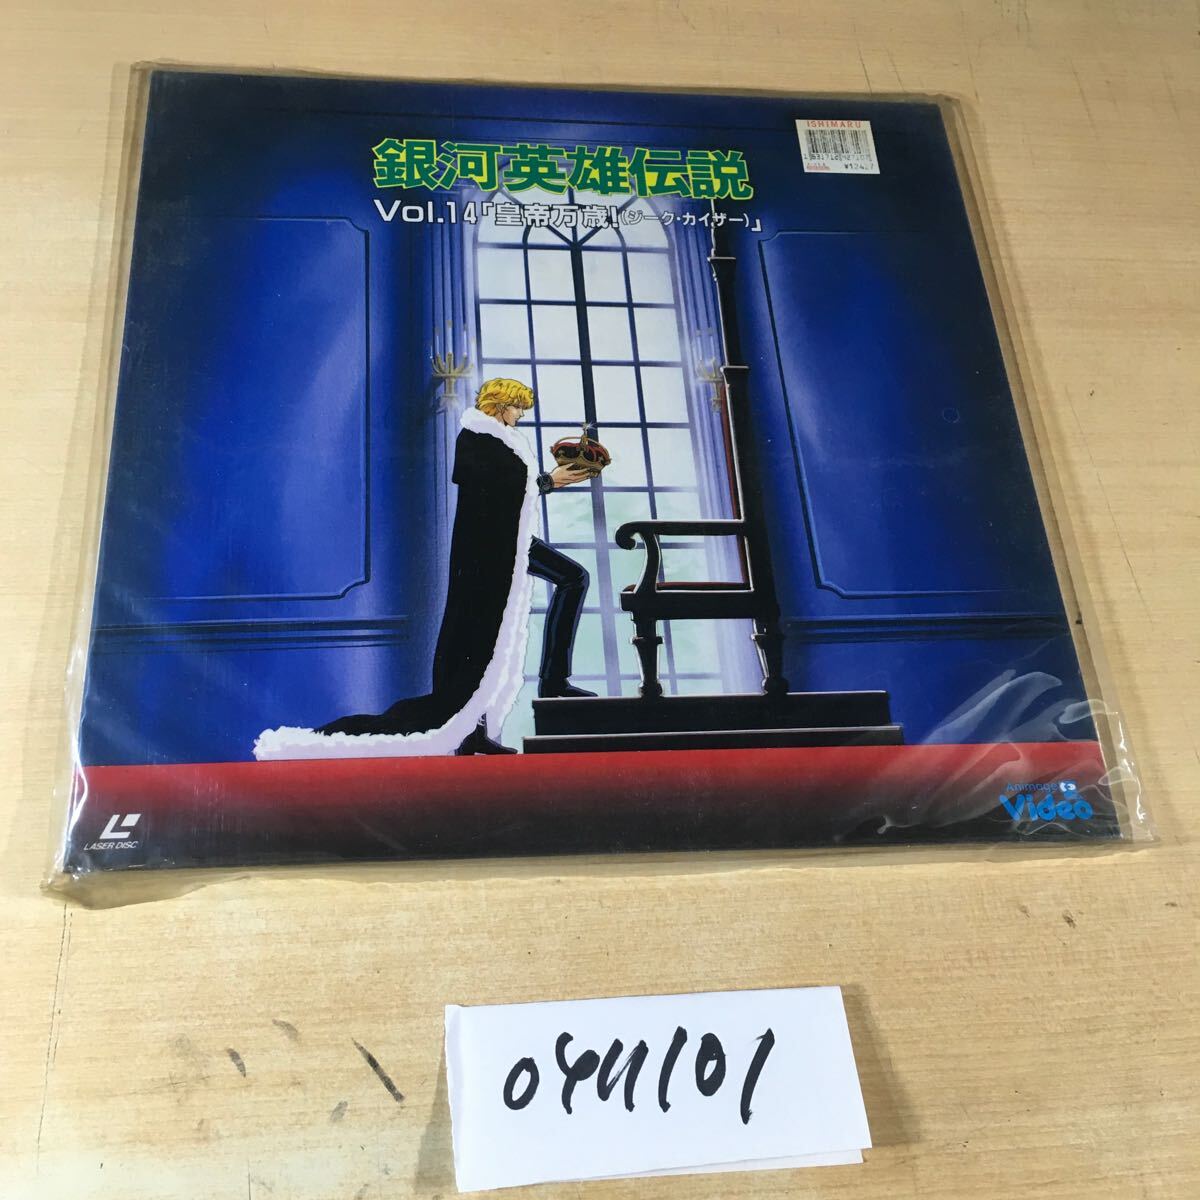 ISHIMARU
銀河英雄伝説
Vol.14「皇帝万歳!(ジーク・カイザー)」
Animage
Video
LASER DISC